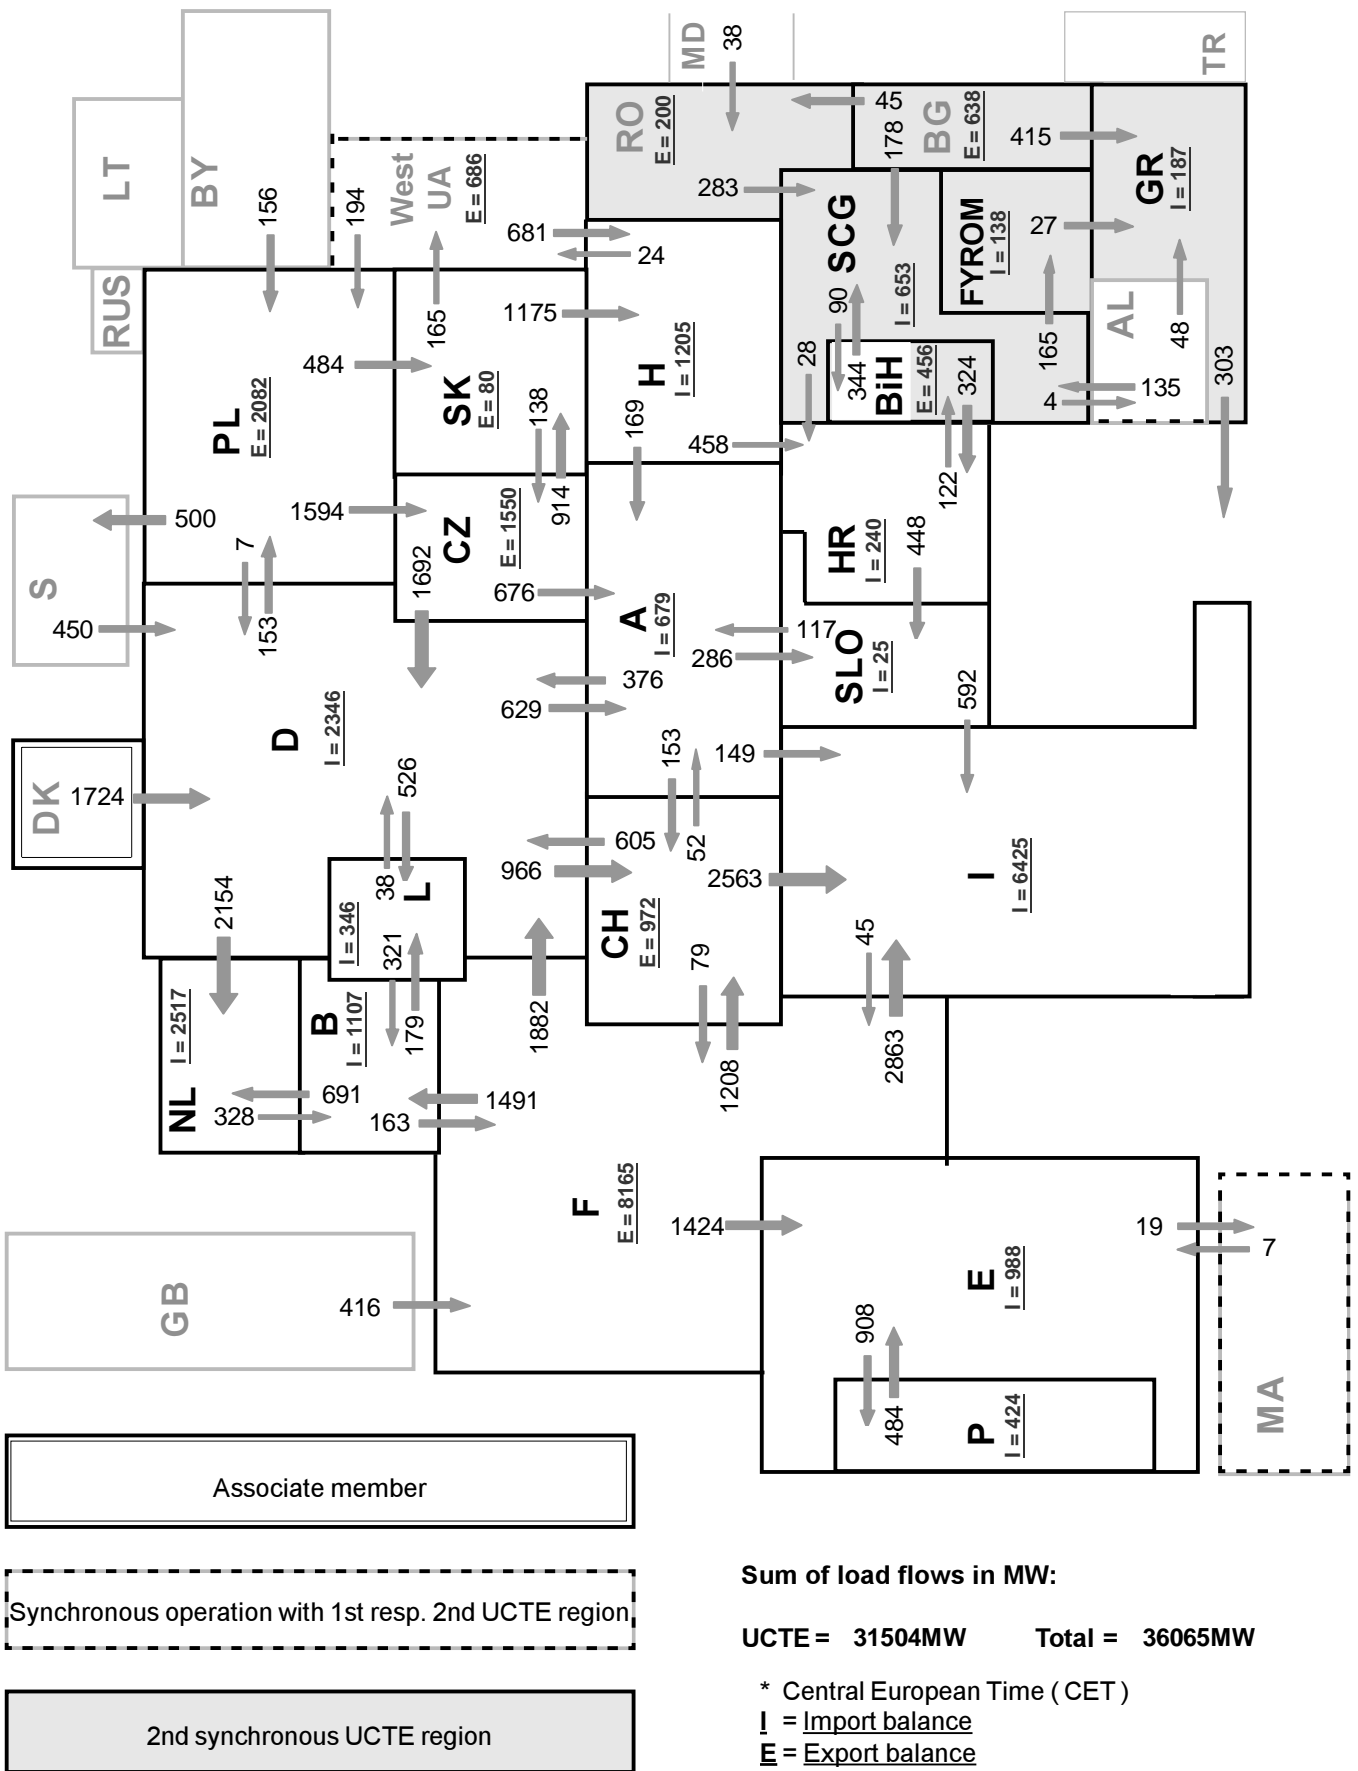 MD
38
TR
LT
BY
RO
E = 200
45
178
BG
E = 638
415
GR
I = 187
West
UA
E = 686
156
194
283
SCG
I = 653
FYROM
I = 138
27
681
24
RUS
165
1175
90
28
344
BiH
E = 456
324
165
AL
48
303
135
4
484
PL
E = 2082
SK
E = 80
138
H
I = 1205
169
458
122
500
1594
CZ
E = 1550
914
S
7
1692
676
HR
I = 240
448
450
153
A
I = 679
117
286
SLO
I = 25
376
629
592
D
I = 2346
153
149
DK
1724
526
605
52
966
2563
38
L
I = 346
321
I
I = 6425
2154
CH
E = 972
79
45
NL
I = 2517
B
I = 1107
179
1882
1208
2863
691
328
163
1491
F
E = 8165
1424
19
7
E
I = 988
GB
416
908
484
P
I = 424
MA
Associate member
Synchronous operation with 1st resp. 2nd UCTE region
2nd synchronous UCTE region
Sum of load flows in MW:
UCTE = 31504MW Total = 36065MW
* Central European Time ( CET )
I = Import balance
E = Export balance